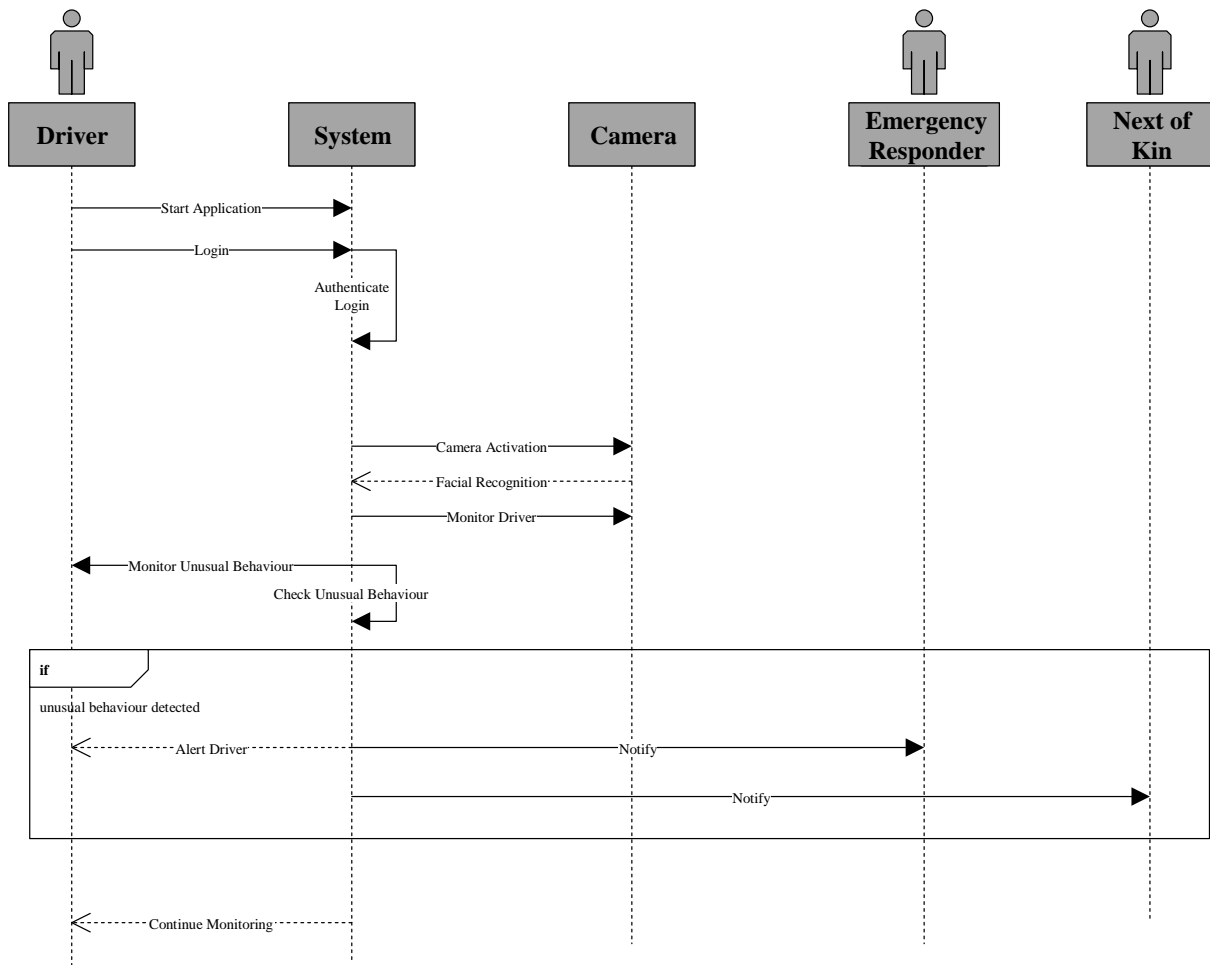 Driver
System
Camera
Emergency
Responder
Next of
Kin
Start Application
Login
Authenticate
Login
Camera Activation
Facial Recognition
Monitor Driver
Monitor Unusual Behaviour
Check Unusual Behaviour
if
unusual behaviour detected
Alert Driver
Notify
Notify
Continue Monitoring